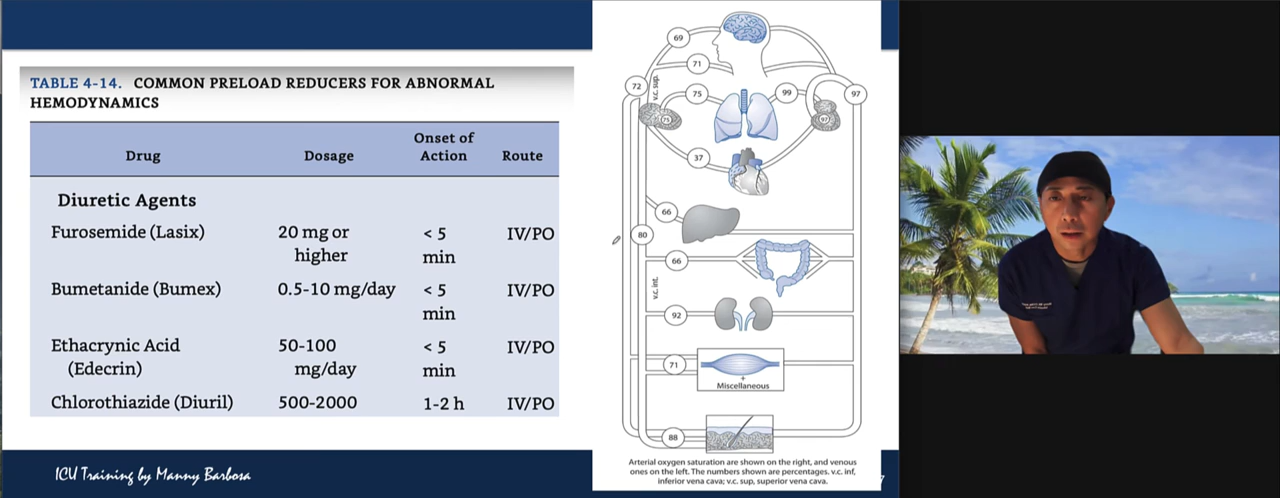 TABLE 4-14. COMMON PRELOAD REDUCERS FOR ABNORMAL
HEMODYNAMICS
Drug Dosage Onset of Action Route
Diuretic Agents
Furosemide (Lasix) 20 mg or higher < 5 min IV/PO
Bumetanide (Bumex) 0.5-10 mg/day < 5 min IV/PO
Ethacrynic Acid (Edecrin) 50-100 mg/day < 5 min IV/PO
Chlorothiazide (Diuril) 500-2000 1-2 h IV/PO
ICU Training by Manny Barbosa
69
71
72
v.c. sup.
75
99
97
75
97
37
66
80
66
v.c. int.
92
71
+
Miscellaneous
88
Arterial oxygen saturation are shown on the right, and venous
ones on the left. The numbers shown are percentages. v.c. inf,
inferior vena cava; v.c. sup, superior vena cava.
7